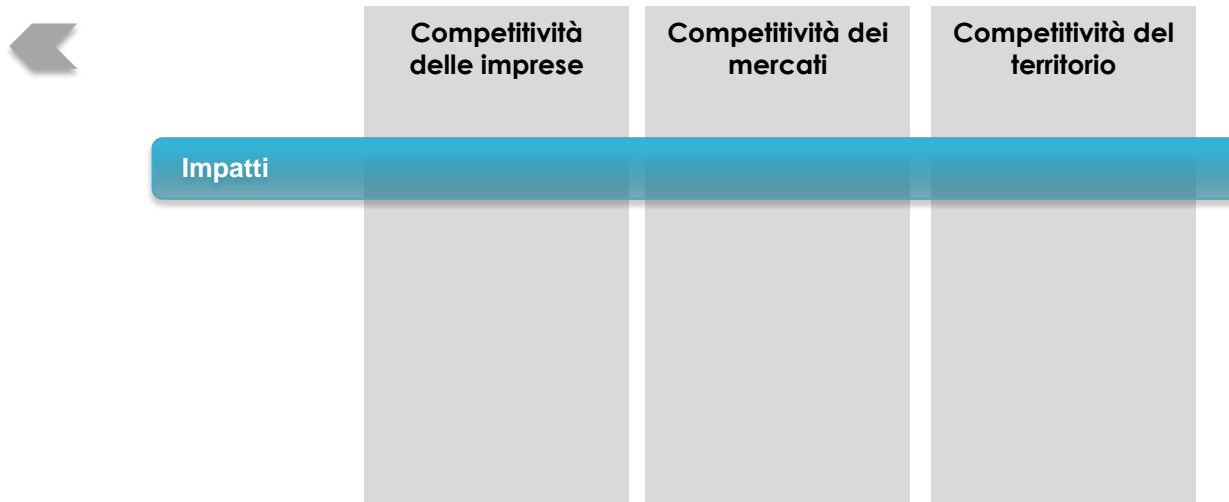 Competitività
delle imprese
Competitività dei
mercati
Competitività del
territorio
Impatti